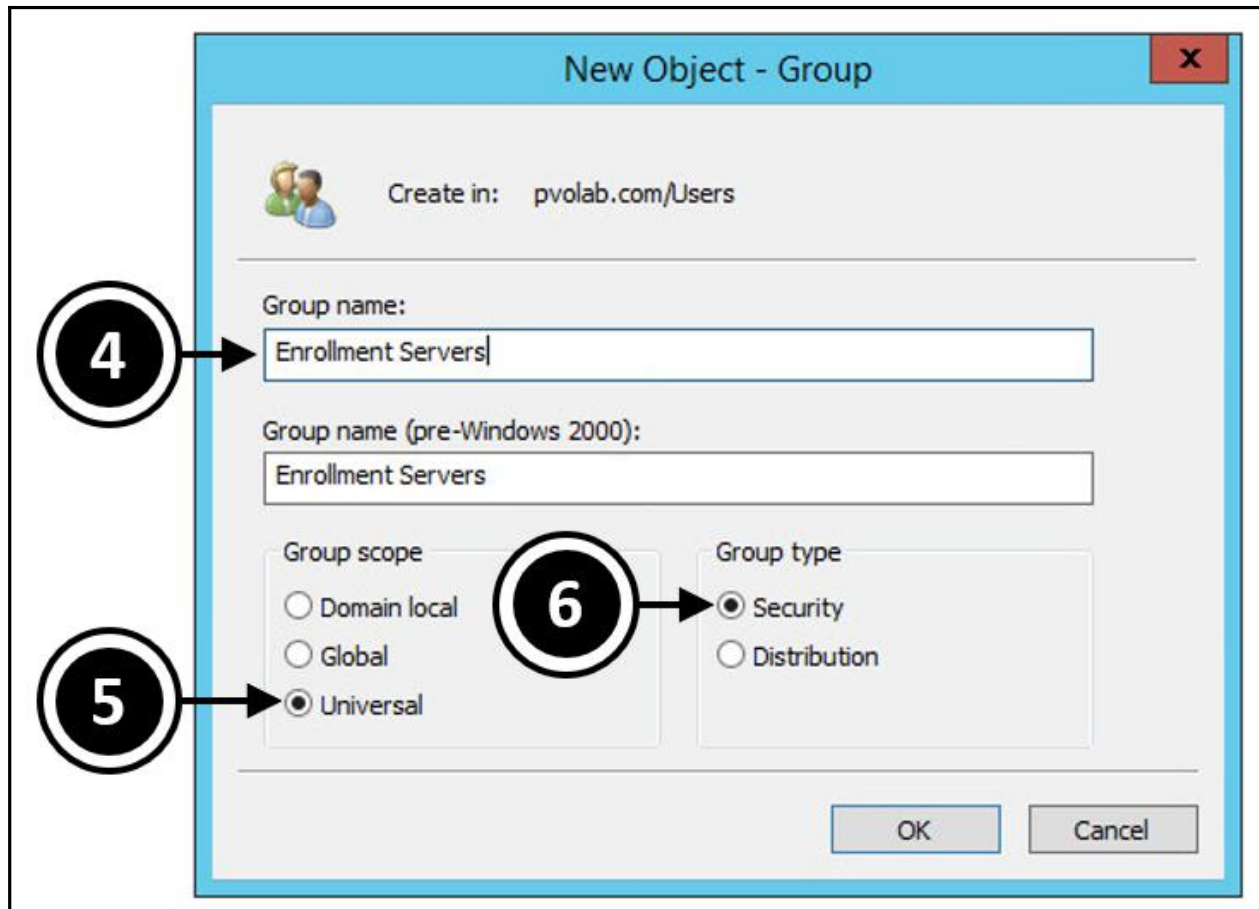 New Object - Group
x
Create in: pvolab.com/Users
Group name:
4
Enrollment Servers
Group name (pre-Windows 2000):
Enrollment Servers
Group scope
Group type
Domain local
6
Security
Global
Distribution
5
Universal
OK
Cancel